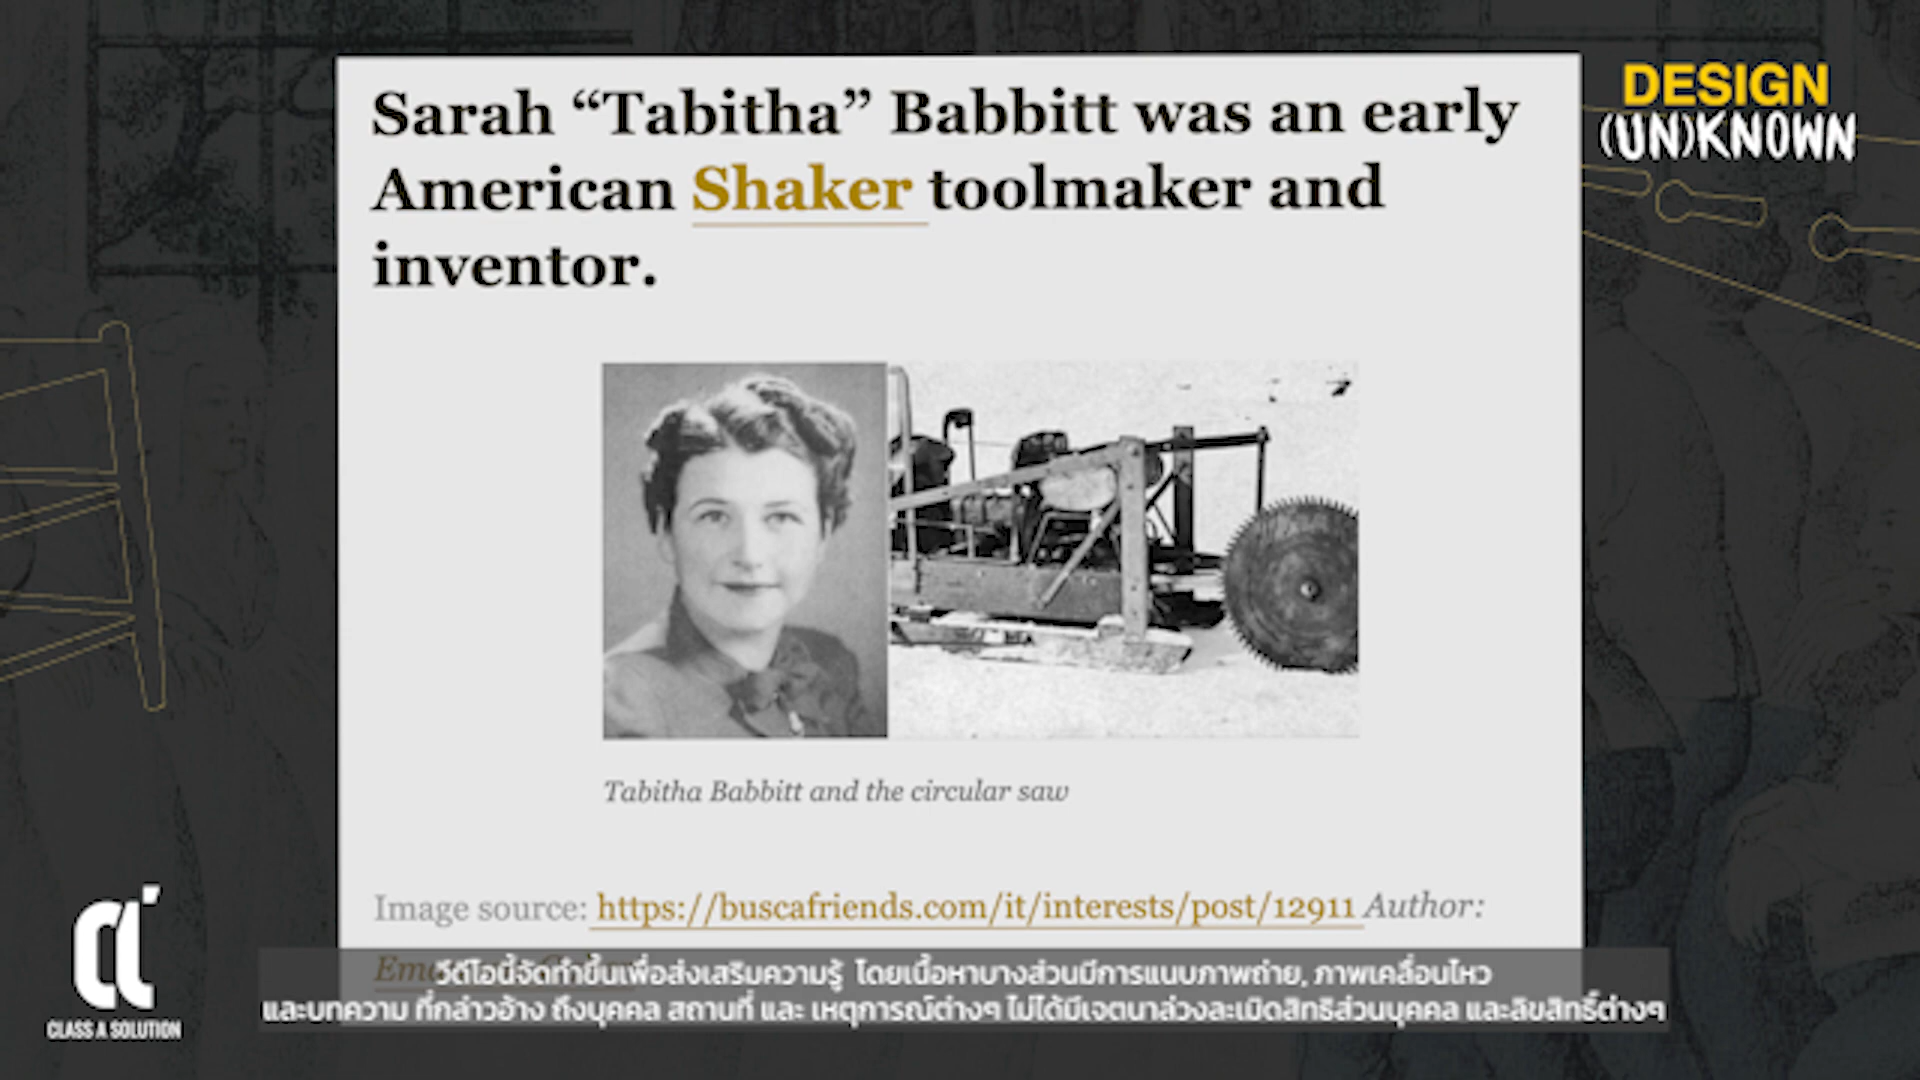 Sarah “Tabitha” Babbitt was an early
American Shaker toolmaker and
inventor.
DESIGN
(UN)KNOWN
Tabitha Babbitt and the circular saw
Image source: https://buscafriends.com/it/interests/post/12911 Author:
วีดีโอนี้จัดทำขึ้นเพื่อส่งเสริมความรู้ โดยเนื้อหาบางส่วนมีการแนบภาพถ่าย, ภาพเคลื่อนไหว
และบทความ ที่กล่าวอ้าง ถึงบุคคล สถานที่ และ เหตุการณ์ต่างๆ ไม่ได้มีเจตนาล่วงละเมิดสิทธิส่วนบุคคล และลิขสิทธิ์ต่างๆ
CLASS A SOLUTION